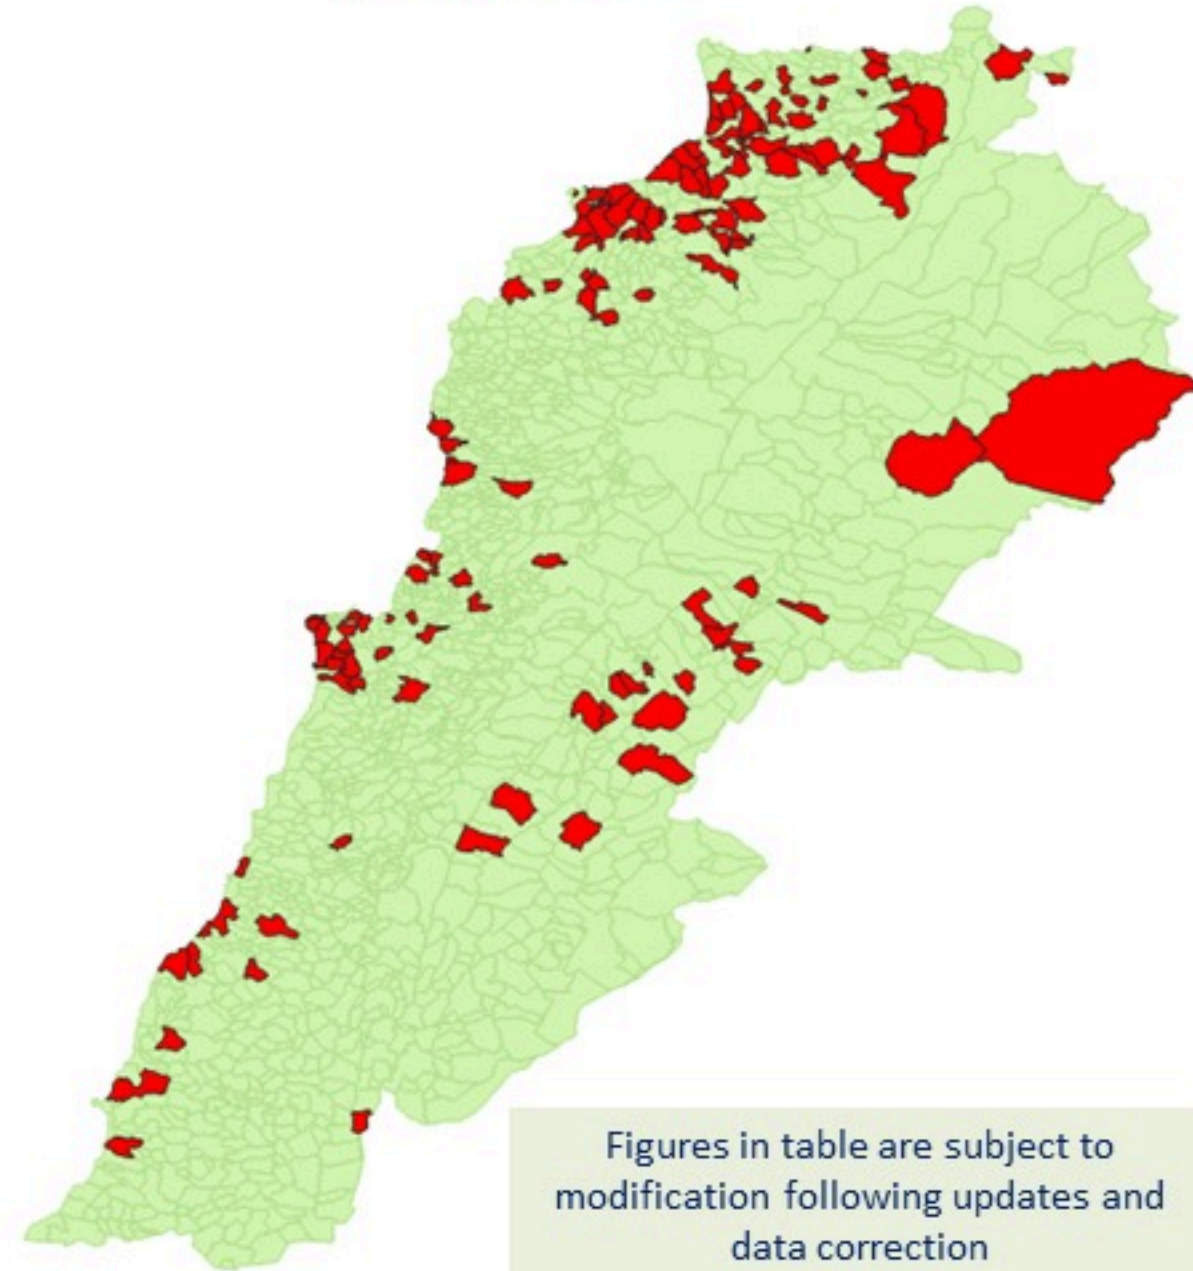 Figures in table are subject to
modification following updates and
data correction